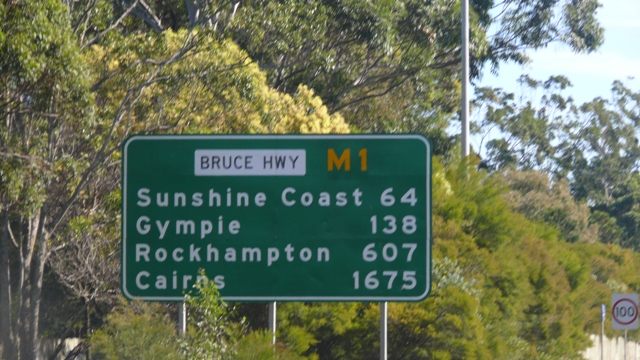 BRUCE HWY M1
Sunshine Coast 64
Gympie 138
Rockhampton 607
Cairns 1675
100